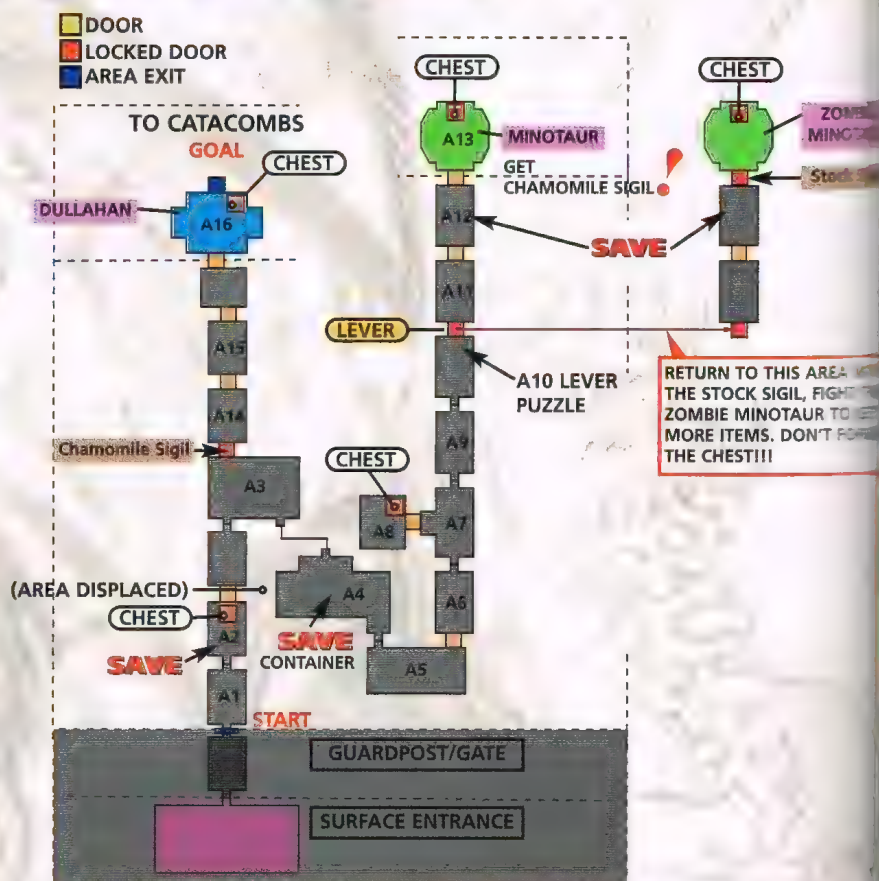 DOOR
LOCKED DOOR
AREA EXIT
TO CATACOMBS
GOAL
CHEST
DULLAHAN
A16
A15
A14
Chamomile Sigil
A3
(AREA DISPLACED)
CHEST
A2
SAVE
A1
START
A4
SAVE
CONTAINER
A5
A6
A7
A8
CHEST
A9
A10 LEVER
PUZZLE
LEVER
A11
A12
SAVE
A13
MINOTAUR
CHEST
GET
CHAMOMILE SIGIL!
CHEST
Stock
RETURN TO THIS AREA
THE STOCK SIGIL,
ZOMBIE MINOTAUR TO
MORE ITEMS. DON'T
THE CHEST!!!
GUARDPOST/GATE
SURFACE ENTRANCE